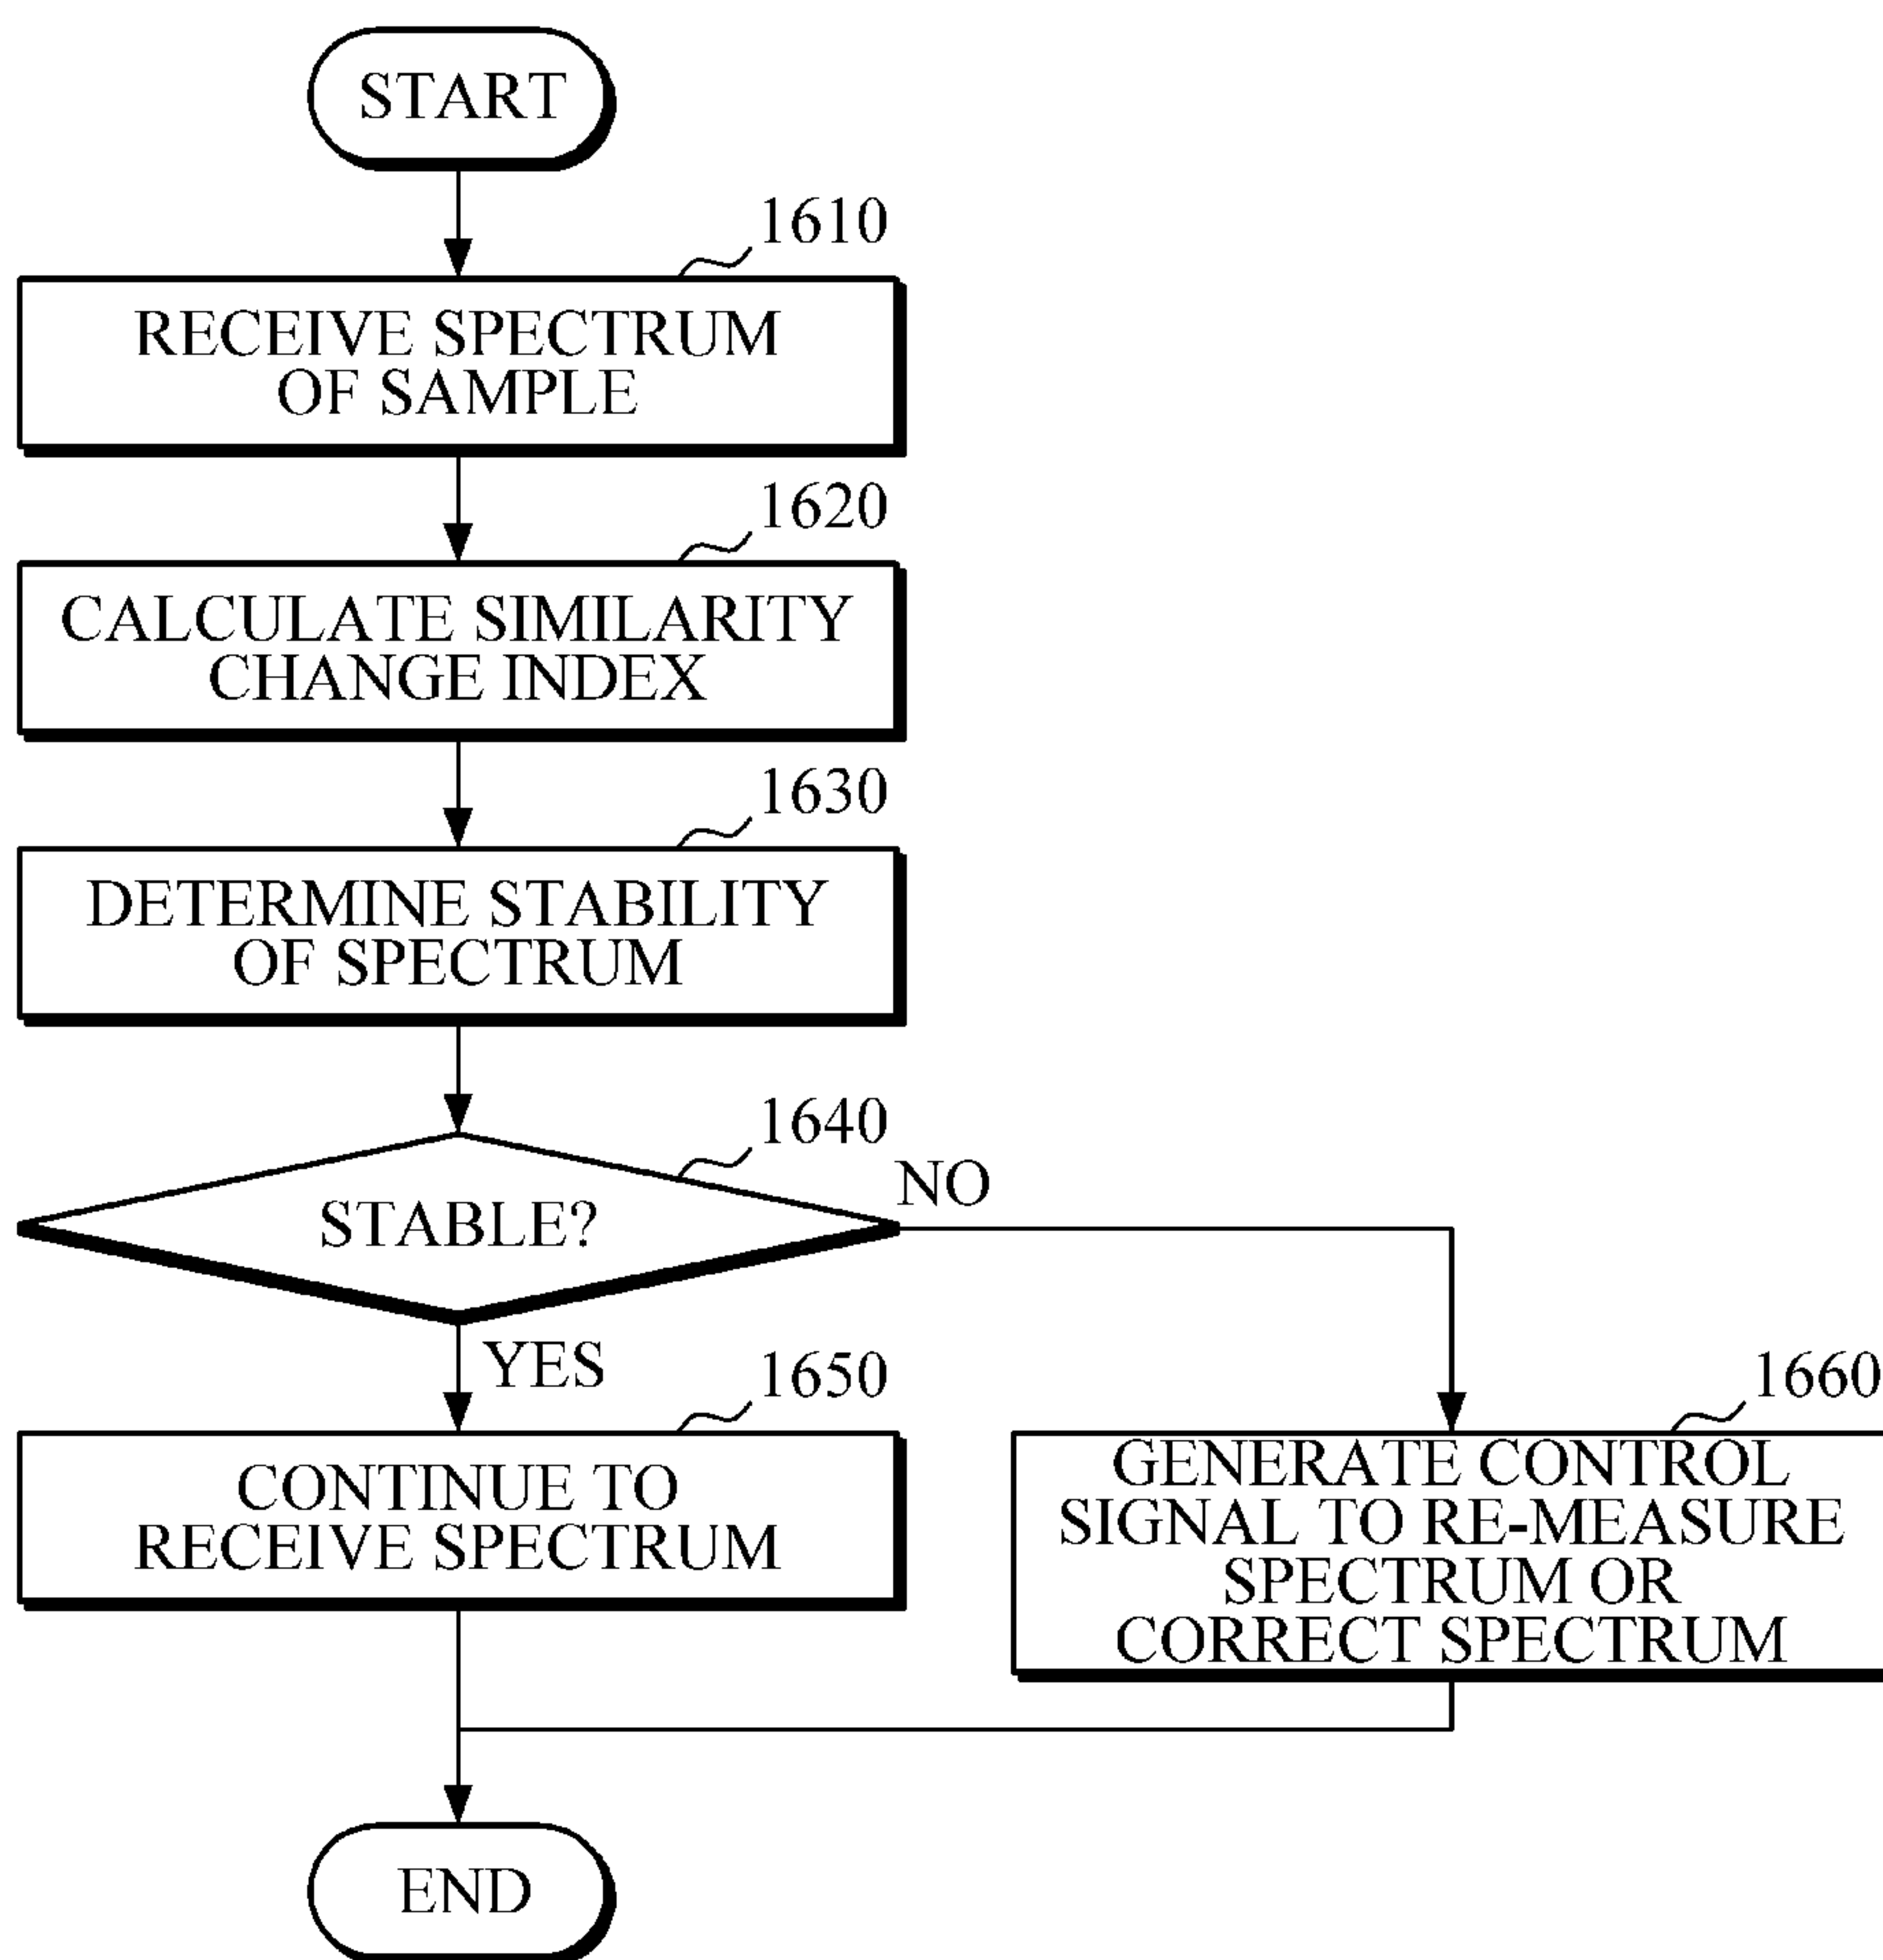 START
1610
RECEIVE SPECTRUM
OF SAMPLE
1620
CALCULATE SIMILARITY
CHANGE INDEX
1630
DETERMINE STABILITY
OF SPECTRUM
1640
STABLE?
NO
YES
1650
CONTINUE TO
RECEIVE SPECTRUM
1660
GENERATE CONTROL
SIGNAL TO RE-MEASURE
SPECTRUM OR
CORRECT SPECTRUM
END